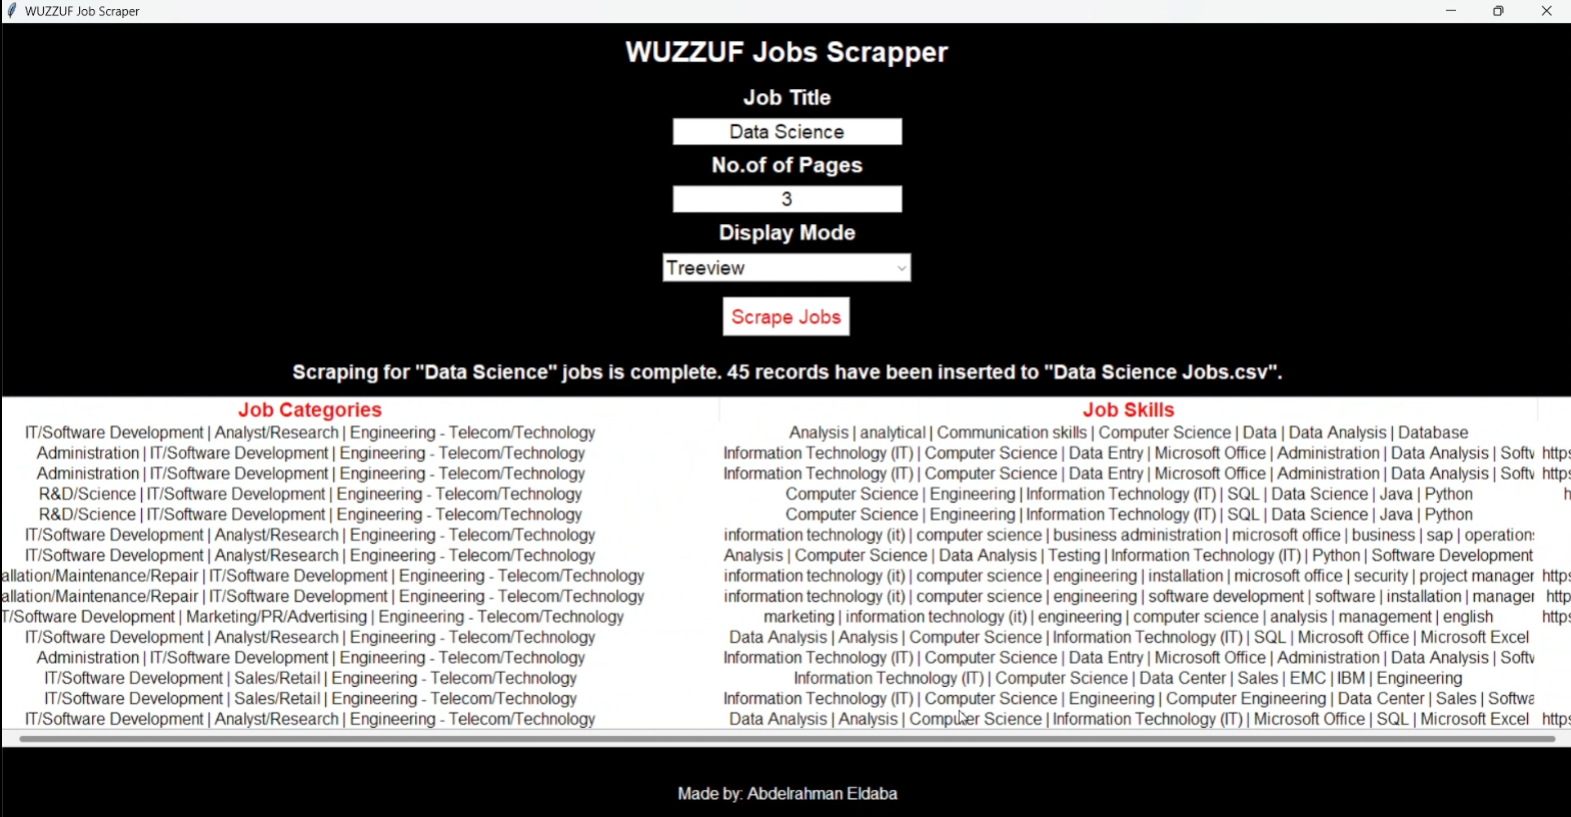 WUZZUF Job Scraper
WUZZUF Jobs Scrapper
Job Title
Data Science
No.of of Pages
3
Display Mode
Treeview
Scrape Jobs
Scraping for "Data Science" jobs is complete. 45 records have been inserted to "Data Science Jobs.csv".
Job Categories Job Skills
IT/Software Development | Analyst/Research | Engineering - Telecom/Technology Analysis | analytical | Communication skills | Computer Science | Data | Data Analysis | Database
Administration | IT/Software Development | Engineering - Telecom/Technology Information Technology (IT) | Computer Science | Data Entry | Microsoft Office | Administration | Data Analysis | Softw https
Administration | IT/Software Development | Engineering - Telecom/Technology Information Technology (IT) | Computer Science | Data Entry | Microsoft Office | Administration | Data Analysis | Softw https
R&D/Science | IT/Software Development | Engineering - Telecom/Technology Computer Science | Engineering | Information Technology (IT) | SQL | Data Science | Java | Python h
R&D/Science | IT/Software Development | Engineering - Telecom/Technology Computer Science | Engineering | Information Technology (IT) | SQL | Data Science | Java | Python
IT/Software Development | Analyst/Research | Engineering - Telecom/Technology information technology (it) | computer science | business administration | microsoft office | business | sap | operation
IT/Software Development | Analyst/Research | Engineering - Telecom/Technology Analysis | Computer Science | Data Analysis | Testing | Information Technology (IT) | Python | Software Development
allation/Maintenance/Repair | IT/Software Development | Engineering - Telecom/Technology information technology (it) | computer science | engineering | installation | microsoft office | security | project manager https
allation/Maintenance/Repair | IT/Software Development | Engineering - Telecom/Technology information technology (it) | computer science | engineering | software development | software | installation | manager http
T/Software Development | Marketing/PR/Advertising | Engineering - Telecom/Technology marketing | information technology (it) | engineering | computer science | analysis | management | english https
IT/Software Development | Analyst/Research | Engineering - Telecom/Technology Data Analysis | Analysis | Computer Science | Information Technology (IT) | SQL | Microsoft Office | Microsoft Excel
Administration | IT/Software Development | Engineering - Telecom/Technology Information Technology (IT) | Computer Science | Data Entry | Microsoft Office | Administration | Data Analysis | Softw
IT/Software Development | Sales/Retail | Engineering - Telecom/Technology Information Technology (IT) | Computer Science | Data Center | Sales | EMC | IBM | Engineering
IT/Software Development | Sales/Retail | Engineering - Telecom/Technology Information Technology (IT) | Computer Science | Engineering | Computer Engineering | Data Center | Sales | Softwa
IT/Software Development | Analyst/Research | Engineering - Telecom/Technology Data Analysis | Analysis | Computer Science | Information Technology (IT) | Microsoft Office | SQL | Microsoft Excel https
Made by: Abdelrahman Eldaba